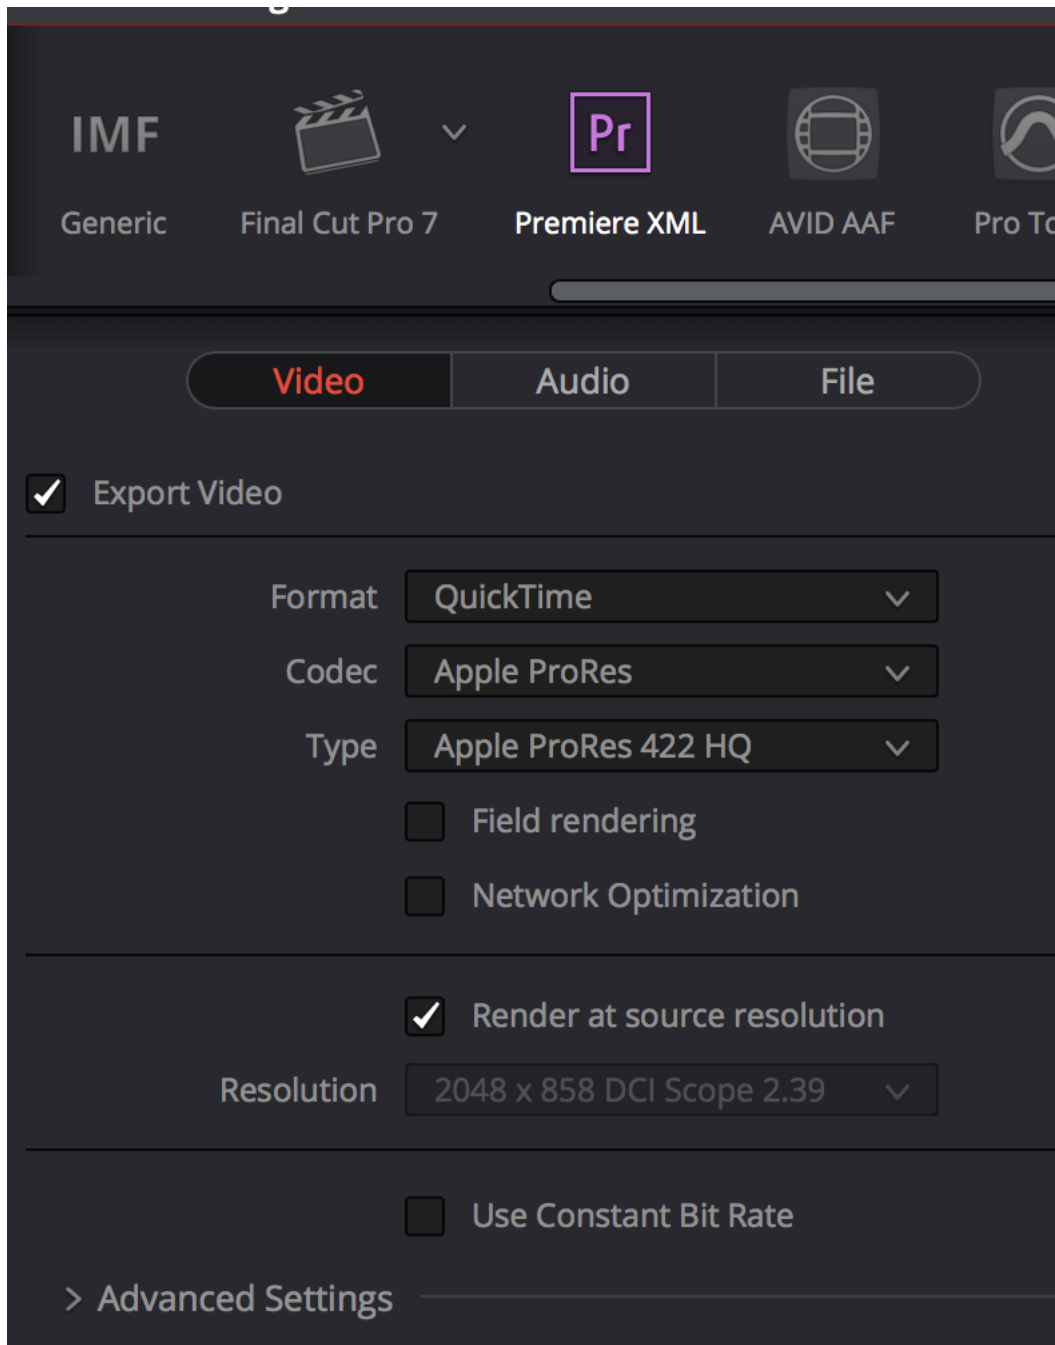 IMF
Pr
Generic
Final Cut Pro 7
Premiere XML
AVID AAF
Pro
Video
Audio
File
Export Video
Format
QuickTime
Codec
Apple ProRes
Type
Apple ProRes 422 HQ
Field rendering
Network Optimization
Render at source resolution
Resolution
2048 x 858 DCI Scope 2.39
Use Constant Bit Rate
> Advanced Settings